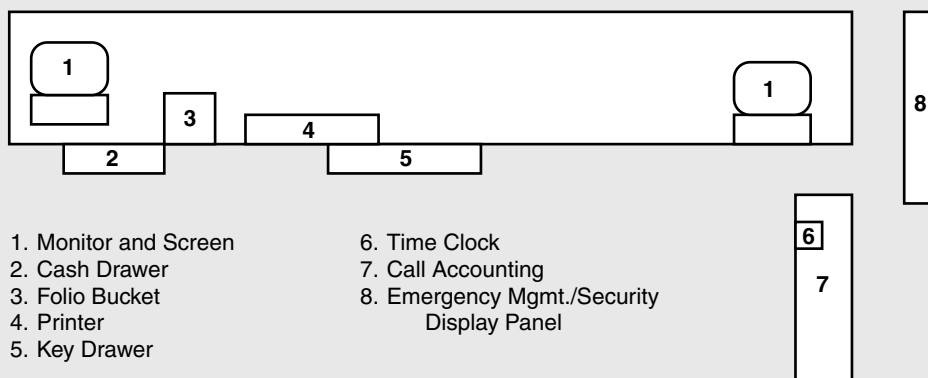 1
1
8
3
4
2
5
1. Monitor and Screen
2. Cash Drawer
3. Folio Bucket
4. Printer
5. Key Drawer
6. Time Clock
7. Call Accounting
8. Emergency Mgmt./Security
Display Panel
6
7